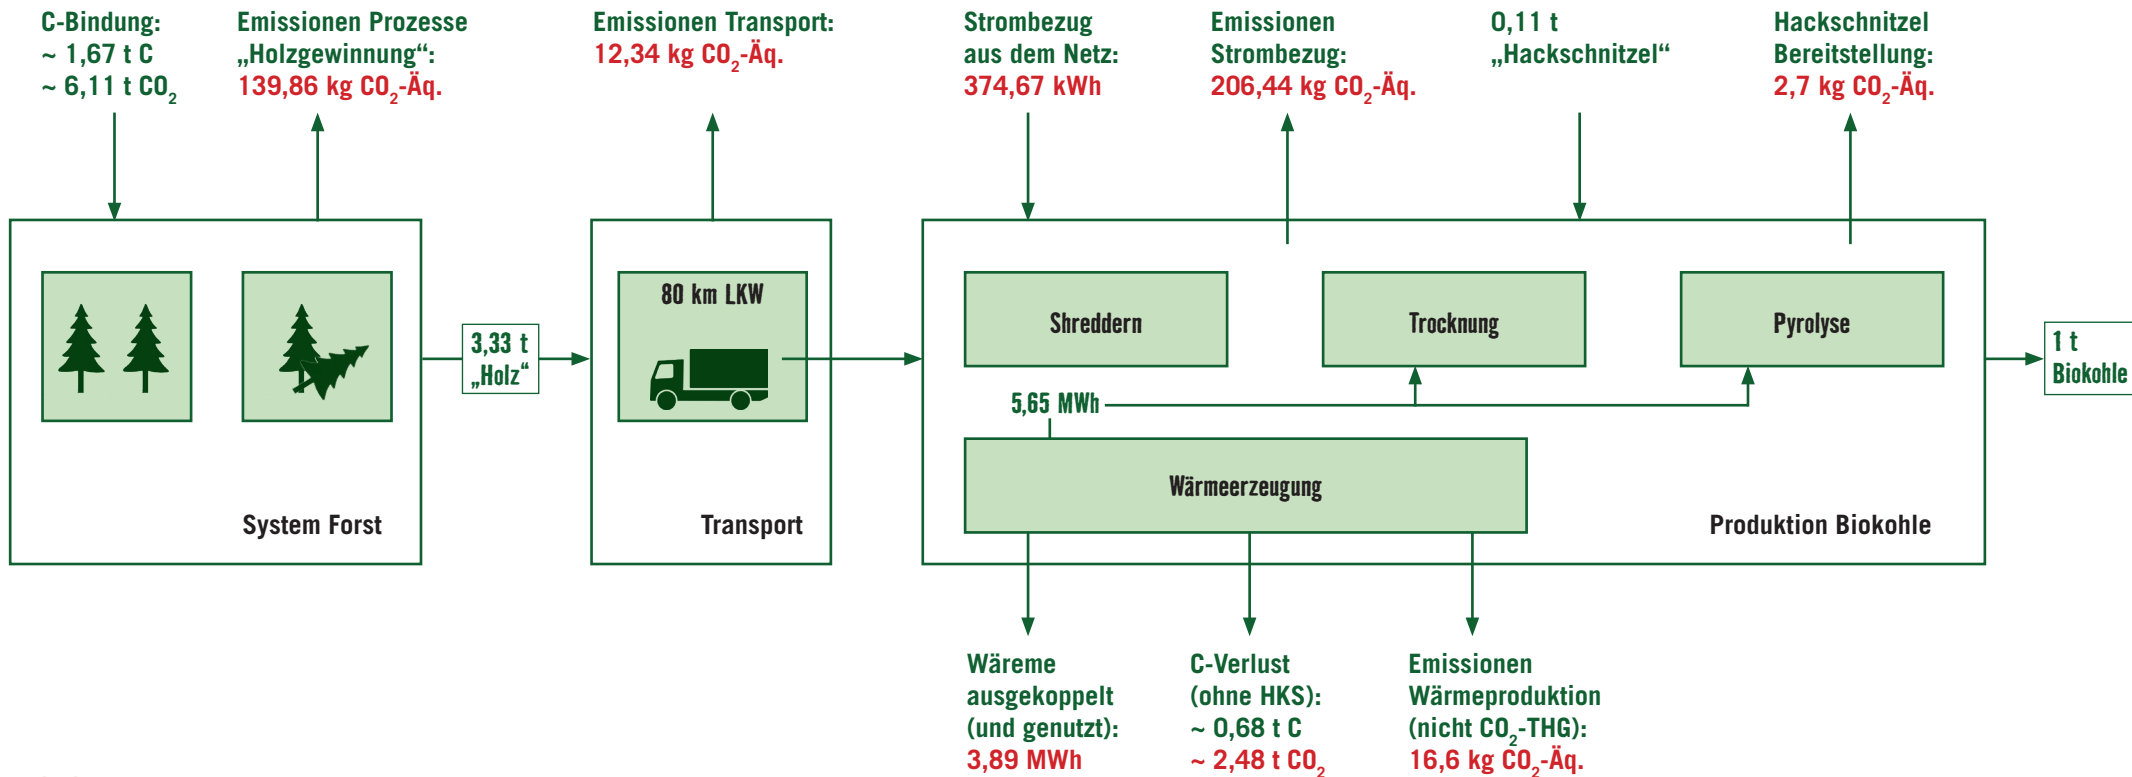 C-Bindung:
~ 1,67 t C
~ 6,11 t CO₂
Emissionen Prozesse
„Holzgewinnung“:
139,86 kg CO₂-Äq.
Emissionen Transport:
12,34 kg CO₂-Äq.
Strombezug
aus dem Netz:
374,67 kWh
Emissionen
Strombezug:
206,44 kg CO₂-Äq.
0,11 t
„Hackschnitzel“
Hackschnitzel
Bereitstellung:
2,7 kg CO₂-Äq.
System Forst
3,33 t
„Holz“
80 km LKW
Transport
Shreddern
Trocknung
Pyrolyse
5,65 MWh
Wärmeerzeugung
Produktion Biokohle
1 t
Biokohle
Wäreme
ausgekoppelt
(und genutzt):
3,89 MWh
C-Verlust
(ohne HKS):
~ 0,68 t C
~ 2,48 t CO₂
Emissionen
Wärmeproduktion
(nicht CO₂-THG):
16,6 kg CO₂-Äq.